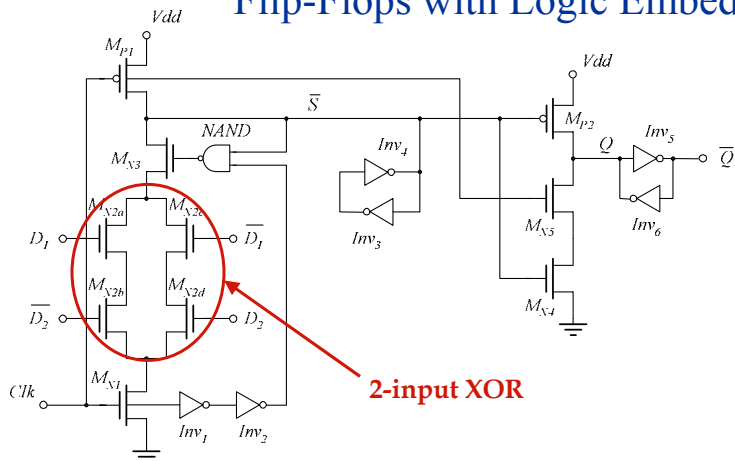 Flip-Flops with Logic Embed
Vdd
M_P1
Vdd
S̅
M_P2
NAND
Inv_4
Q
Inv_5
Q̅
M_N3
M_N2a
Inv_3
M_N5
Inv_6
D_1
D̅_1
M_N2b
M_N2d
M_N4
D̅_2
D_2
M_N1
2-input XOR
Clk
Inv_1
Inv_2